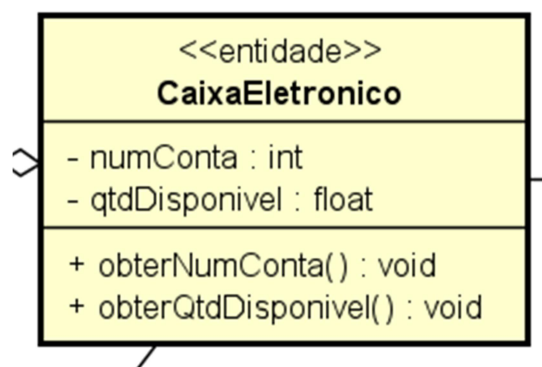 <<entidade>>
CaixaEletronico
- numConta : int
- qtdDisponivel : float
+ obterNumConta() : void
+ obterQtdDisponivel() : void